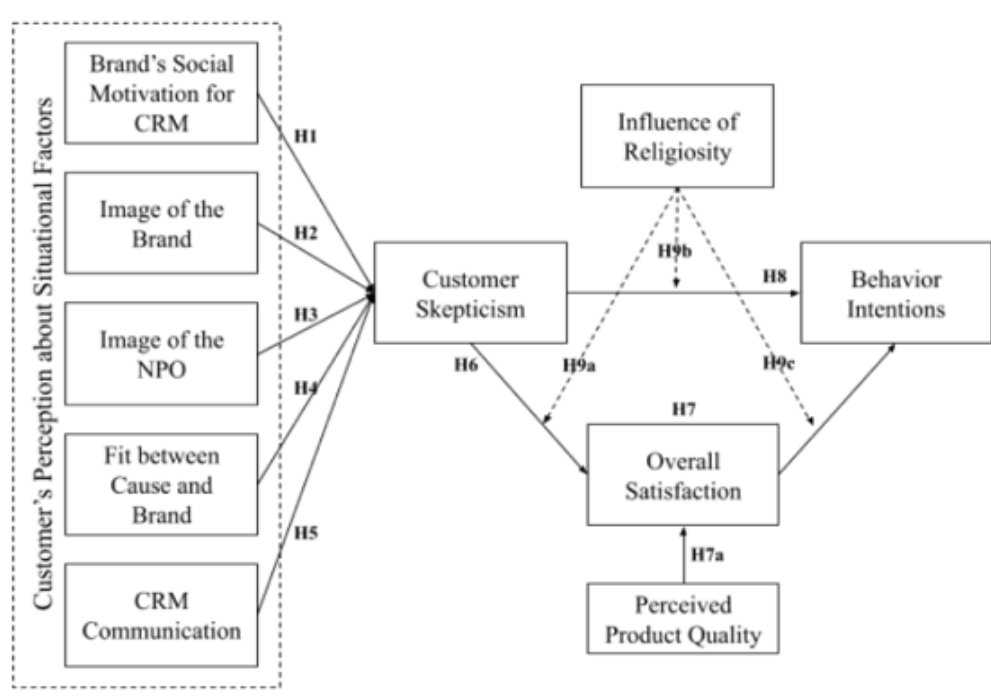 Customer's Perception about Situational Factors
Brand's Social
Motivation for
CRM
Image of the
Brand
Image of the
NPO
Fit between
Cause and
Brand
CRM
Communication
H1
H2
H3
H4
H5
Customer
Skepticism
Influence of
Religiosity
H9b
H8
Behavior
Intentions
H6
H9a
H9c
H7
Overall
Satisfaction
H7a
Perceived
Product Quality